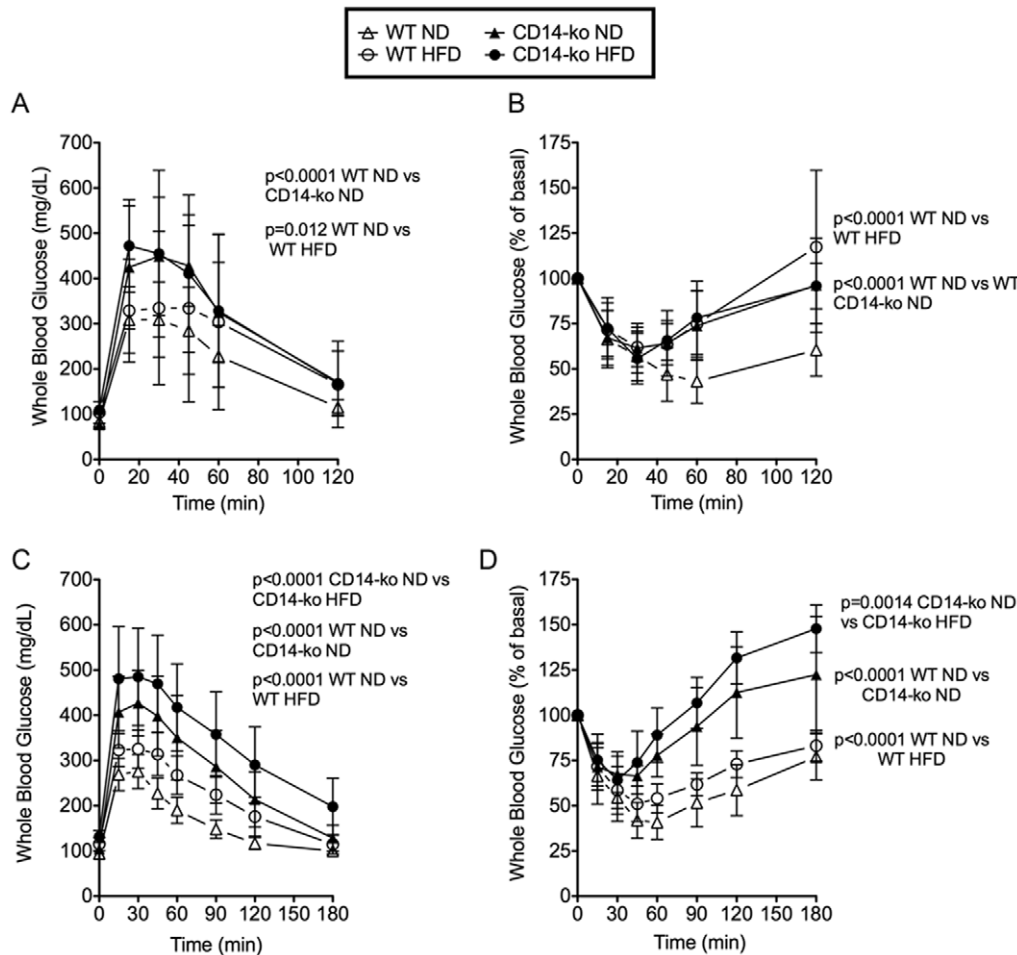 WT ND CD14-ko ND
WT HFD CD14-ko HFD
A
B
Whole Blood Glucose (mg/dL)
700
600
500
400
300
200
100
0
0 20 40 60 80 100 120
Time (min)
p<0.0001 WT ND vs
CD14-ko ND
p=0.012 WT ND vs
WT HFD
Whole Blood Glucose (% of basal)
175
150
125
100
75
50
25
0
0 20 40 60 80 100 120
Time (min)
p<0.0001 WT ND vs
WT HFD
p<0.0001 WT ND vs WT
CD14-ko ND
C
D
Whole Blood Glucose (mg/dL)
700
600
500
400
300
200
100
0
0 30 60 90 120 150 180
Time (min)
p<0.0001 CD14-ko ND vs
CD14-ko HFD
p<0.0001 WT ND vs
CD14-ko ND
p<0.0001 WT ND vs
WT HFD
Whole Blood Glucose (% of basal)
175
150
125
100
75
50
25
0
0 30 60 90 120 150 180
Time (min)
p=0.0014 CD14-ko ND
vs CD14-ko HFD
p<0.0001 WT ND vs
CD14-ko ND
p<0.0001 WT ND vs
WT HFD